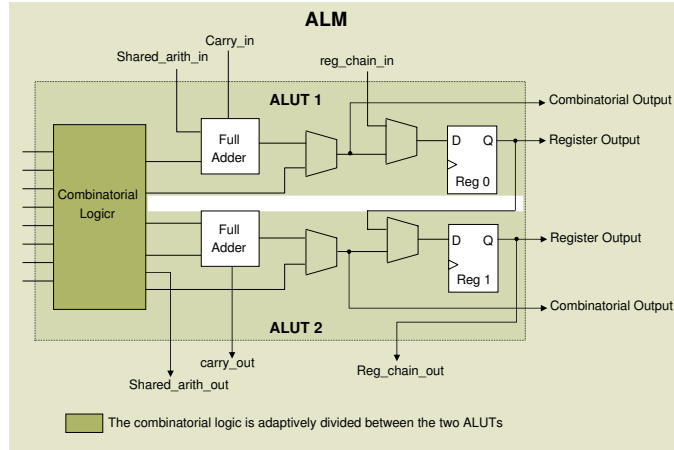 ALM
Carry_in
Shared_arith_in
reg_chain_in
ALUT 1
Combinatorial Output
Full
Adder
D Q
Reg 0
Register Output
Combinatorial
Logicr
Full
Adder
D Q
Reg 1
Register Output
Combinatorial Output
ALUT 2
carry_out
Reg_chain_out
Shared_arith_out
The combinatorial logic is adaptively divided between the two ALUTs